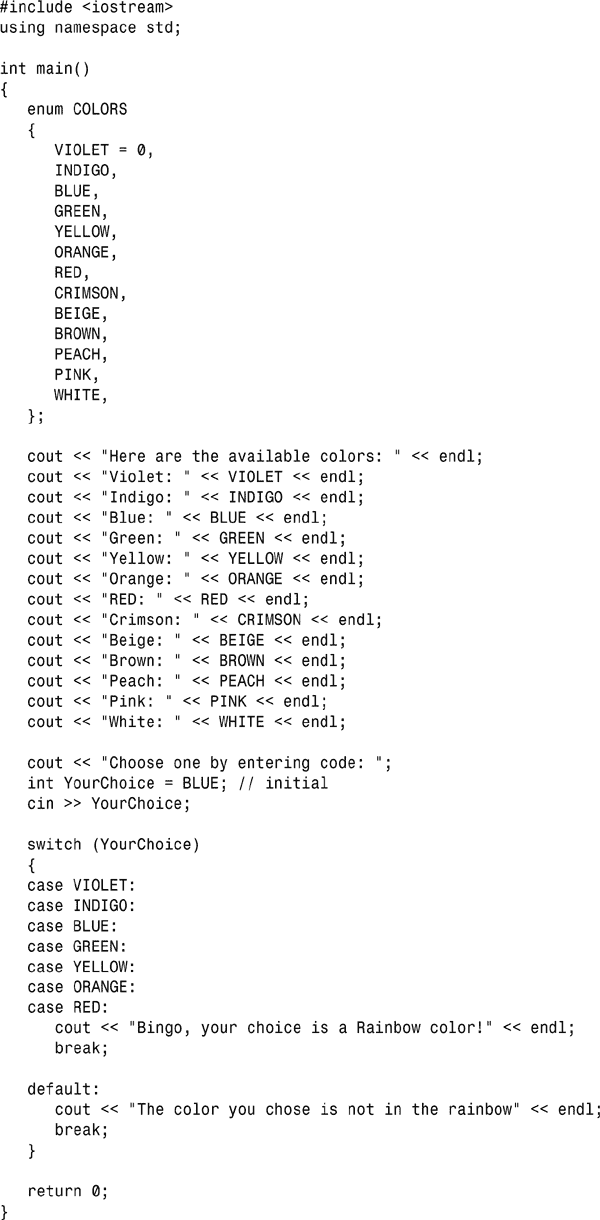 #include <iostream>
using namespace std;

int main()
{
   enum COLORS
   {
      VIOLET = 0,
      INDIGO,
      BLUE,
      GREEN,
      YELLOW,
      ORANGE,
      RED,
      CRIMSON,
      BEIGE,
      BROWN,
      PEACH,
      PINK,
      WHITE,
   };

   cout << "Here are the available colors: " << endl;
   cout << "Violet: " << VIOLET << endl;
   cout << "Indigo: " << INDIGO << endl;
   cout << "Blue: " << BLUE << endl;
   cout << "Green: " << GREEN << endl;
   cout << "Yellow: " << YELLOW << endl;
   cout << "Orange: " << ORANGE << endl;
   cout << "RED: " << RED << endl;
   cout << "Crimson: " << CRIMSON << endl;
   cout << "Beige: " << BEIGE << endl;
   cout << "Brown: " << BROWN << endl;
   cout << "Peach: " << PEACH << endl;
   cout << "Pink: " << PINK << endl;
   cout << "White: " << WHITE << endl;

   cout << "Choose one by entering code: ";
   int YourChoice = BLUE; // initial
   cin >> YourChoice;

   switch (YourChoice)
   {
   case VIOLET:
   case INDIGO:
   case BLUE:
   case GREEN:
   case YELLOW:
   case ORANGE:
   case RED:
      cout << "Bingo, your choice is a Rainbow color!" << endl;
      break;

   default:
      cout << "The color you chose is not in the rainbow" << endl;
      break;
   }

   return 0;
}